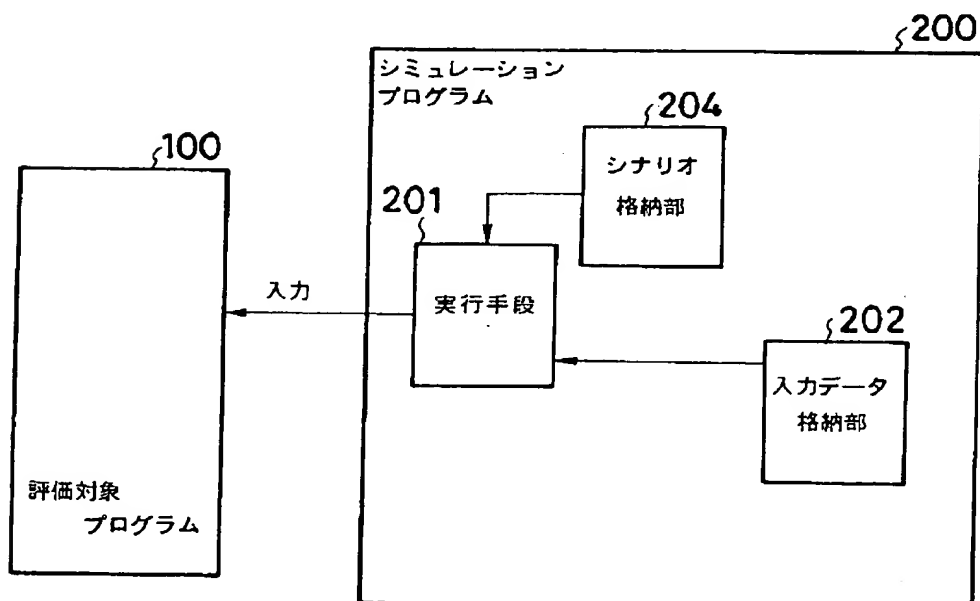 200
シミュレーション
プログラム
204
シナリオ
格納部
100
201
入力
実行手段
202
入力データ
格納部
評価対象
プログラム